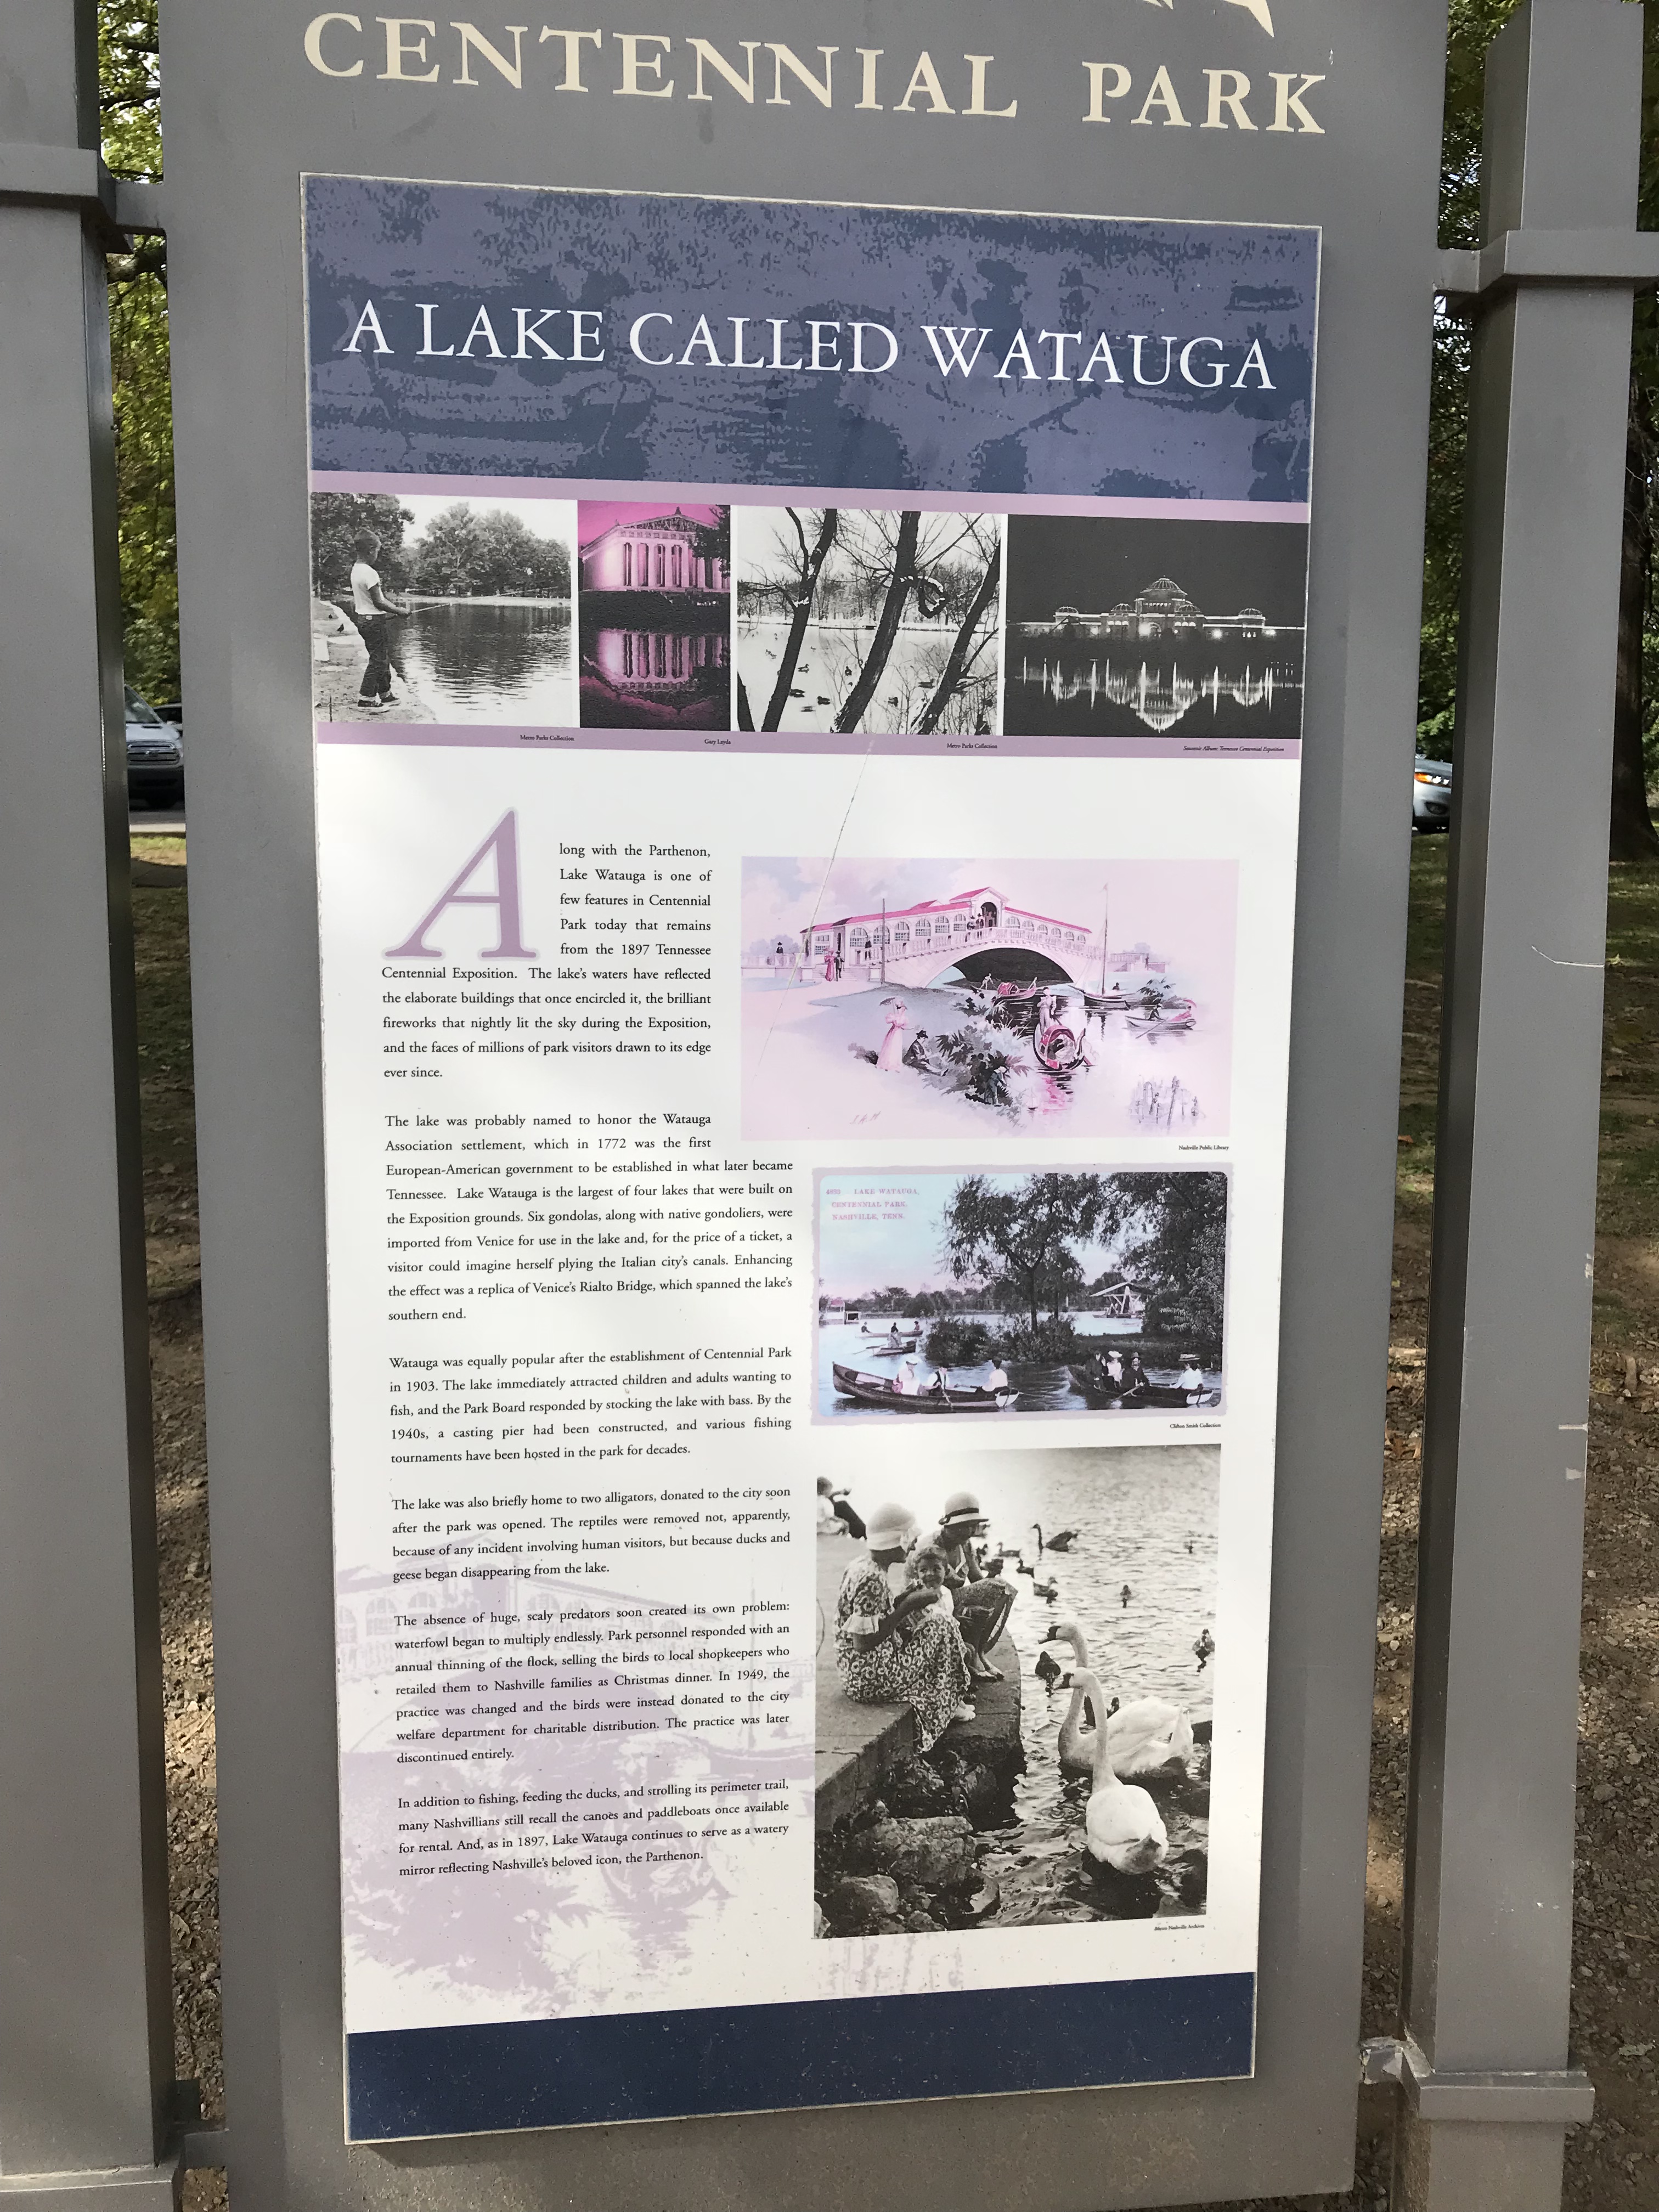 CENTENNIAL PARK
A LAKE CALLED WATAUGA
Metro Parks Collection
Gary Layda
Metro Parks Collection
Souvenir Album: Tennessee Centennial Exposition
Along with the Parthenon,
Lake Watauga is one of
few features in Centennial
Park today that remains
from the 1897 Tennessee
Centennial Exposition. The lake's waters have reflected
the elaborate buildings that once encircled it, the brilliant
fireworks that nightly lit the sky during the Exposition,
and the faces of millions of park visitors drawn to its edge
ever since.
The lake was probably named to honor the Watauga
Association settlement, which in 1772 was the first
European-American government to be established in what later became
Tennessee. Lake Watauga is the largest of four lakes that were built on
the Exposition grounds. Six gondolas, along with native gondoliers, were
imported from Venice for use in the lake and, for the price of a ticket, a
visitor could imagine herself plying the Italian city's canals. Enhancing
the effect was a replica of Venice's Rialto Bridge, which spanned the lake's
southern end.
Watauga was equally popular after the establishment of Centennial Park
in 1903. The lake immediately attracted children and adults wanting to
fish, and the Park Board responded by stocking the lake with bass. By the
1940s, a casting pier had been constructed, and various fishing
tournaments have been hosted in the park for decades.
The lake was also briefly home to two alligators, donated to the city soon
after the park was opened. The reptiles were removed not, apparently,
because of any incident involving human visitors, but because ducks and
geese began disappearing from the lake.
The absence of huge, scaly predators soon created its own problem:
waterfowl began to multiply endlessly. Park personnel responded with an
annual thinning of the flock, selling the birds to local shopkeepers who
retailed them to Nashville families as Christmas dinner. In 1949, the
practice was changed and the birds were instead donated to the city
welfare department for charitable distribution. The practice was later
discontinued entirely.
In addition to fishing, feeding the ducks, and strolling its perimeter trail,
many Nashvillians still recall the canoes and paddleboats once available
for rental. And, as in 1897, Lake Watauga continues to serve as a watery
mirror reflecting Nashville's beloved icon, the Parthenon.
Nashville Public Library
LAKE WATAUGA,
CENTENNIAL PARK,
NASHVILLE, TENN.
Clifton Smith Collection
Metro Nashville Archives